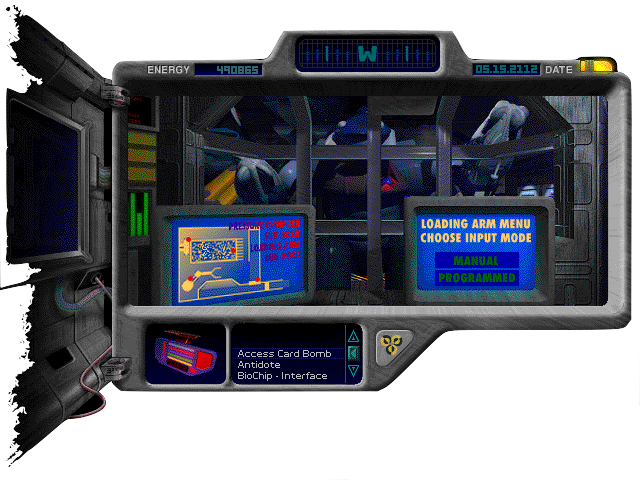 W
ENERGY 490865
05.15.2112 DATE
LOADING ARM MENU
CHOOSE INPUT MODE
MANUAL
PROGRAMMED
Access Card Bomb
Antidote
BioChip - Interface